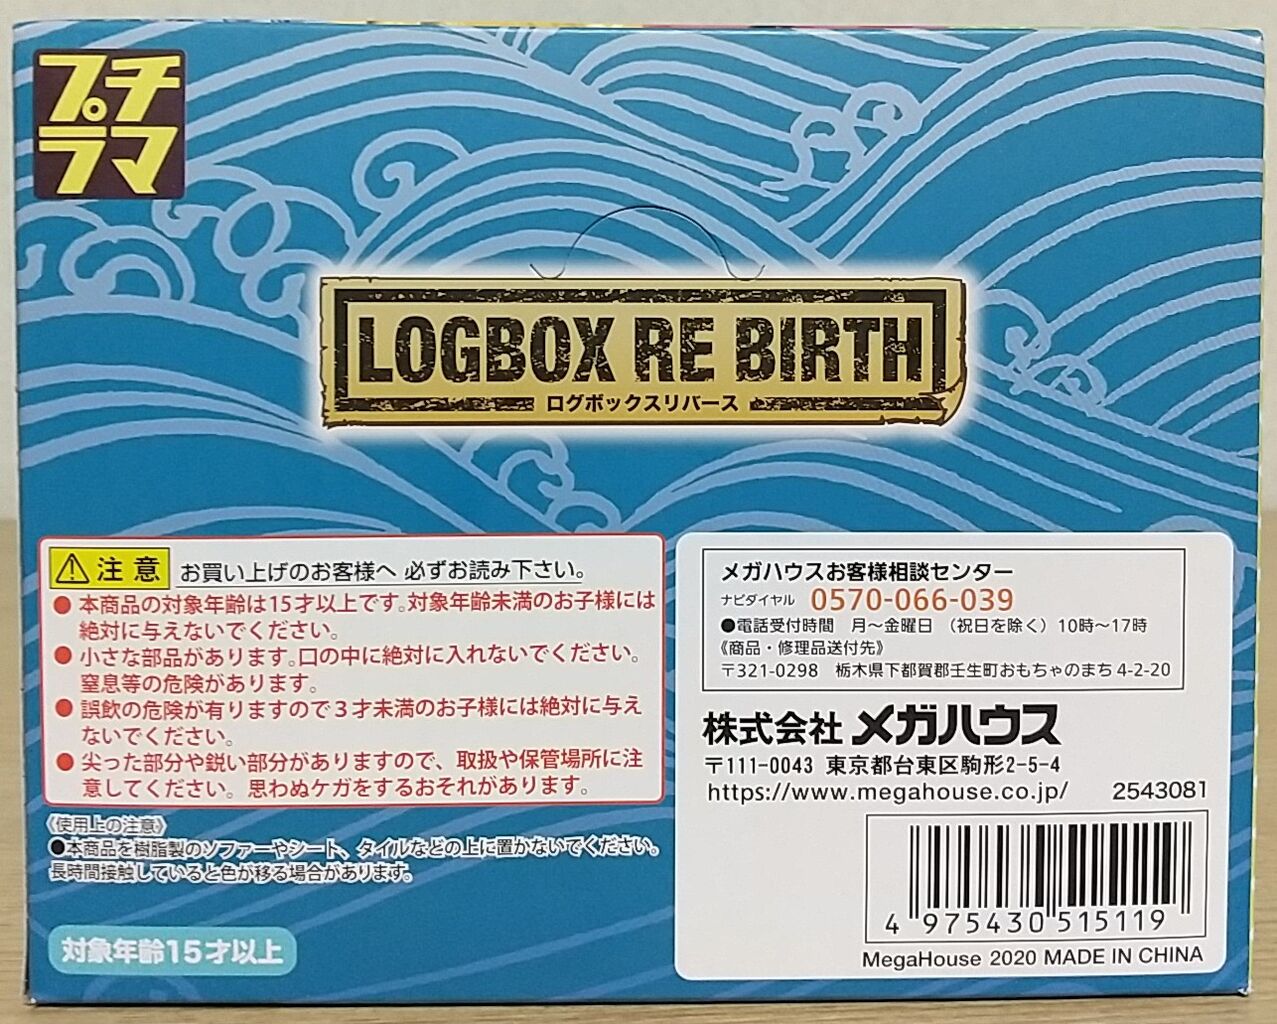 プチ
ラマ
LOGBOX RE BIRTH
ログボックスリバース
注意 お買い上げのお客様へ 必ずお読み下さい。
●本商品の対象年齢は15才以上です。対象年齢未満のお子様には
絶対に与えないでください。
●小さな部品があります。口の中に絶対に入れないでください。
窒息等の危険があります。
●誤飲の危険が有りますので3才未満のお子様には絶対に与え
ないでください。
●尖った部分や鋭い部分がありますので、取扱や保管場所に注
意してください。思わぬケガをするおそれがあります。
《使用上の注意》
●本商品を樹脂製のソファーやシート、タイルなどの上に置かないでください。
長時間接触していると色が移る場合があります。
対象年齢15才以上
メガハウスお客様相談センター
ナビダイヤル 0570-066-039
●電話受付時間 月〜金曜日 (祝日を除く) 10時〜17時
《商品・修理品送付先》
〒321-0298 栃木県下都賀郡壬生町おもちゃのまち4-2-20
株式会社メガハウス
〒111-0043 東京都台東区駒形2-5-4
https://www.megahouse.co.jp/ 2543081
4 975430 515119
MegaHouse 2020 MADE IN CHINA